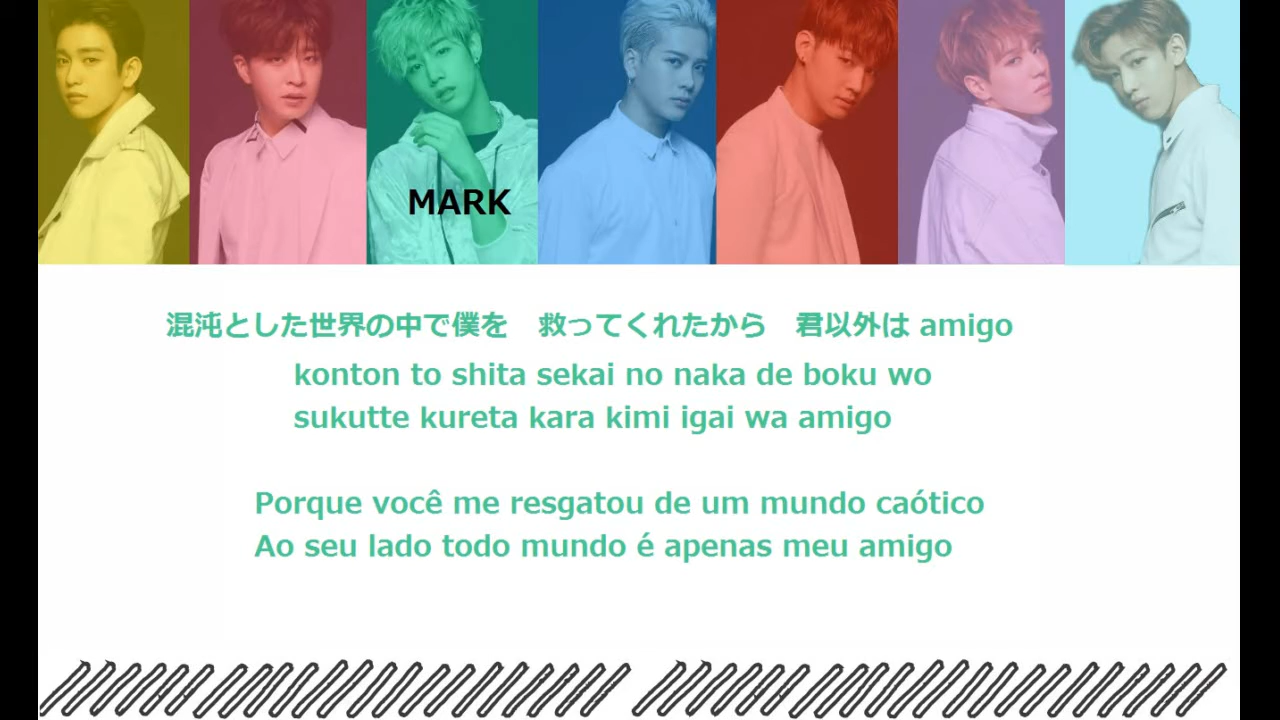 MARK
混沌とした世界の中で僕を　救ってくれたから　君以外は amigo
konton to shita sekai no naka de boku wo
sukutte kureta kara kimi igai wa amigo
Porque você me resgatou de um mundo caótico
Ao seu lado todo mundo é apenas meu amigo